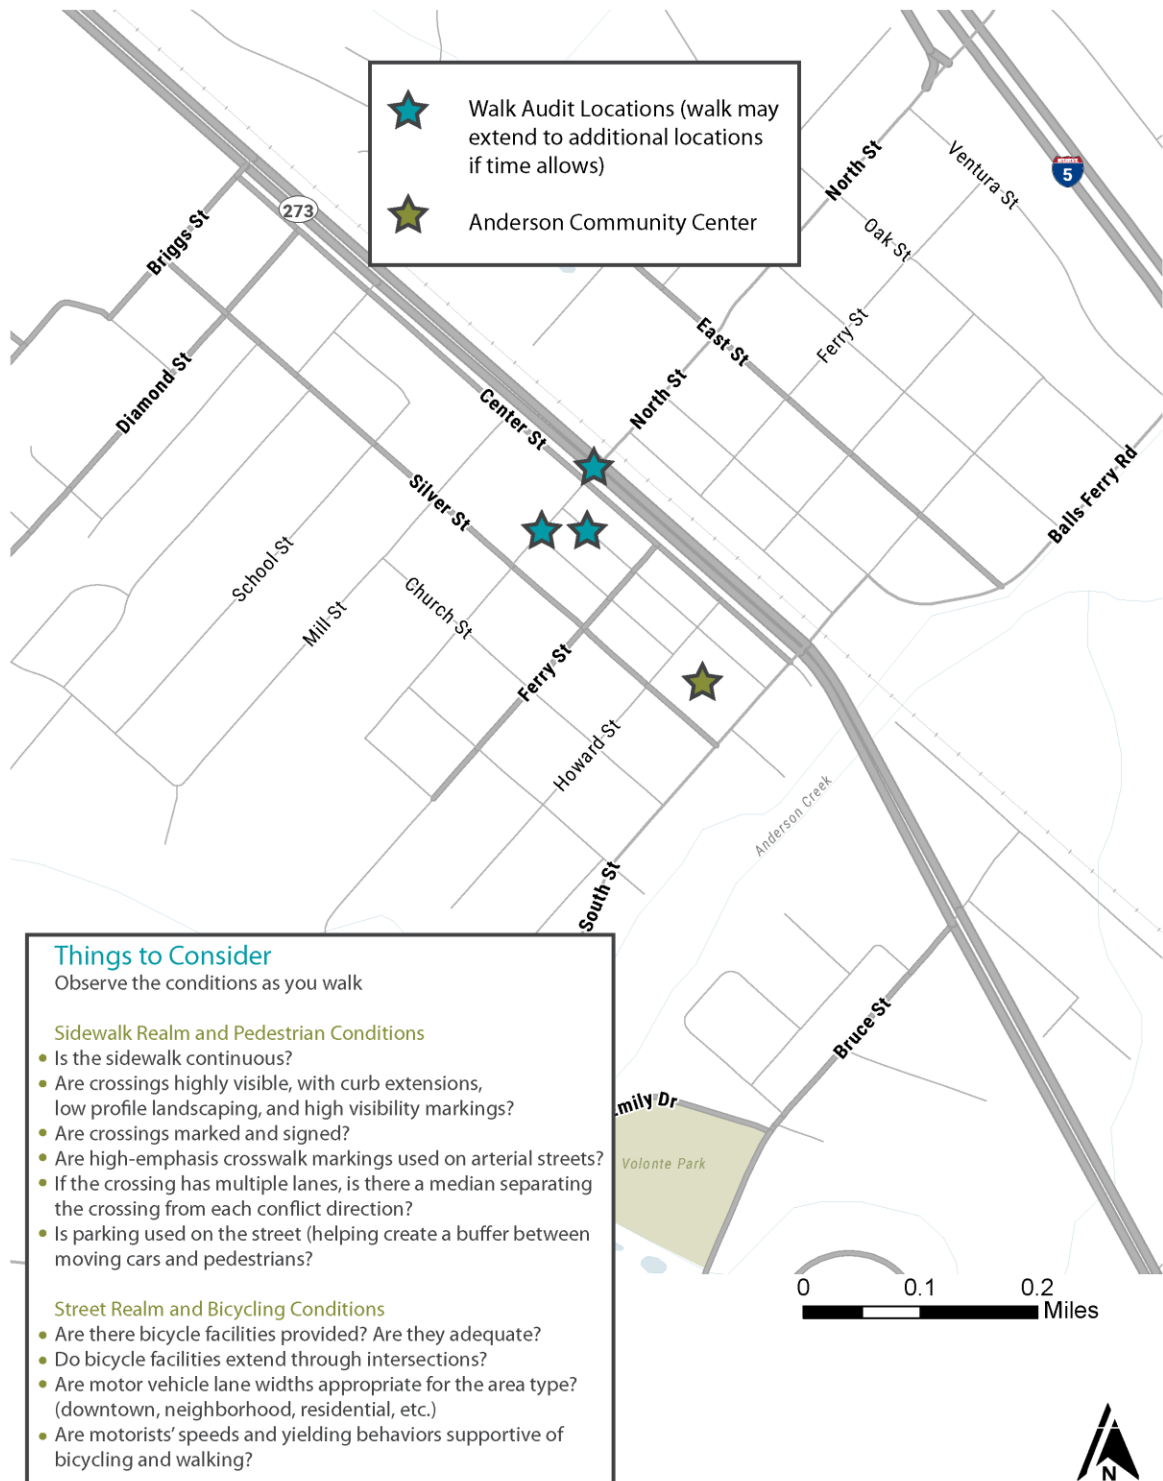 Walk Audit Locations (walk may
extend to additional locations
if time allows)
Anderson Community Center
273
5
North St
Ventura St
Oak St
Briggs St
Ferry St
East St
Diamond St
North St
Center St
Balls Ferry Rd
Silver St
School St
Church St
Mill St
Ferry St
Howard St
Anderson Creek
South St
Bruce St
mily Dr
Volonte Park
Things to Consider
Observe the conditions as you walk
Sidewalk Realm and Pedestrian Conditions
• Is the sidewalk continuous?
• Are crossings highly visible, with curb extensions,
low profile landscaping, and high visibility markings?
• Are crossings marked and signed?
• Are high-emphasis crosswalk markings used on arterial streets?
• If the crossing has multiple lanes, is there a median separating
the crossing from each conflict direction?
• Is parking used on the street (helping create a buffer between
moving cars and pedestrians?
Street Realm and Bicycling Conditions
• Are there bicycle facilities provided? Are they adequate?
• Do bicycle facilities extend through intersections?
• Are motor vehicle lane widths appropriate for the area type?
(downtown, neighborhood, residential, etc.)
• Are motorists' speeds and yielding behaviors supportive of
bicycling and walking?
0 0.1 0.2
Miles
N